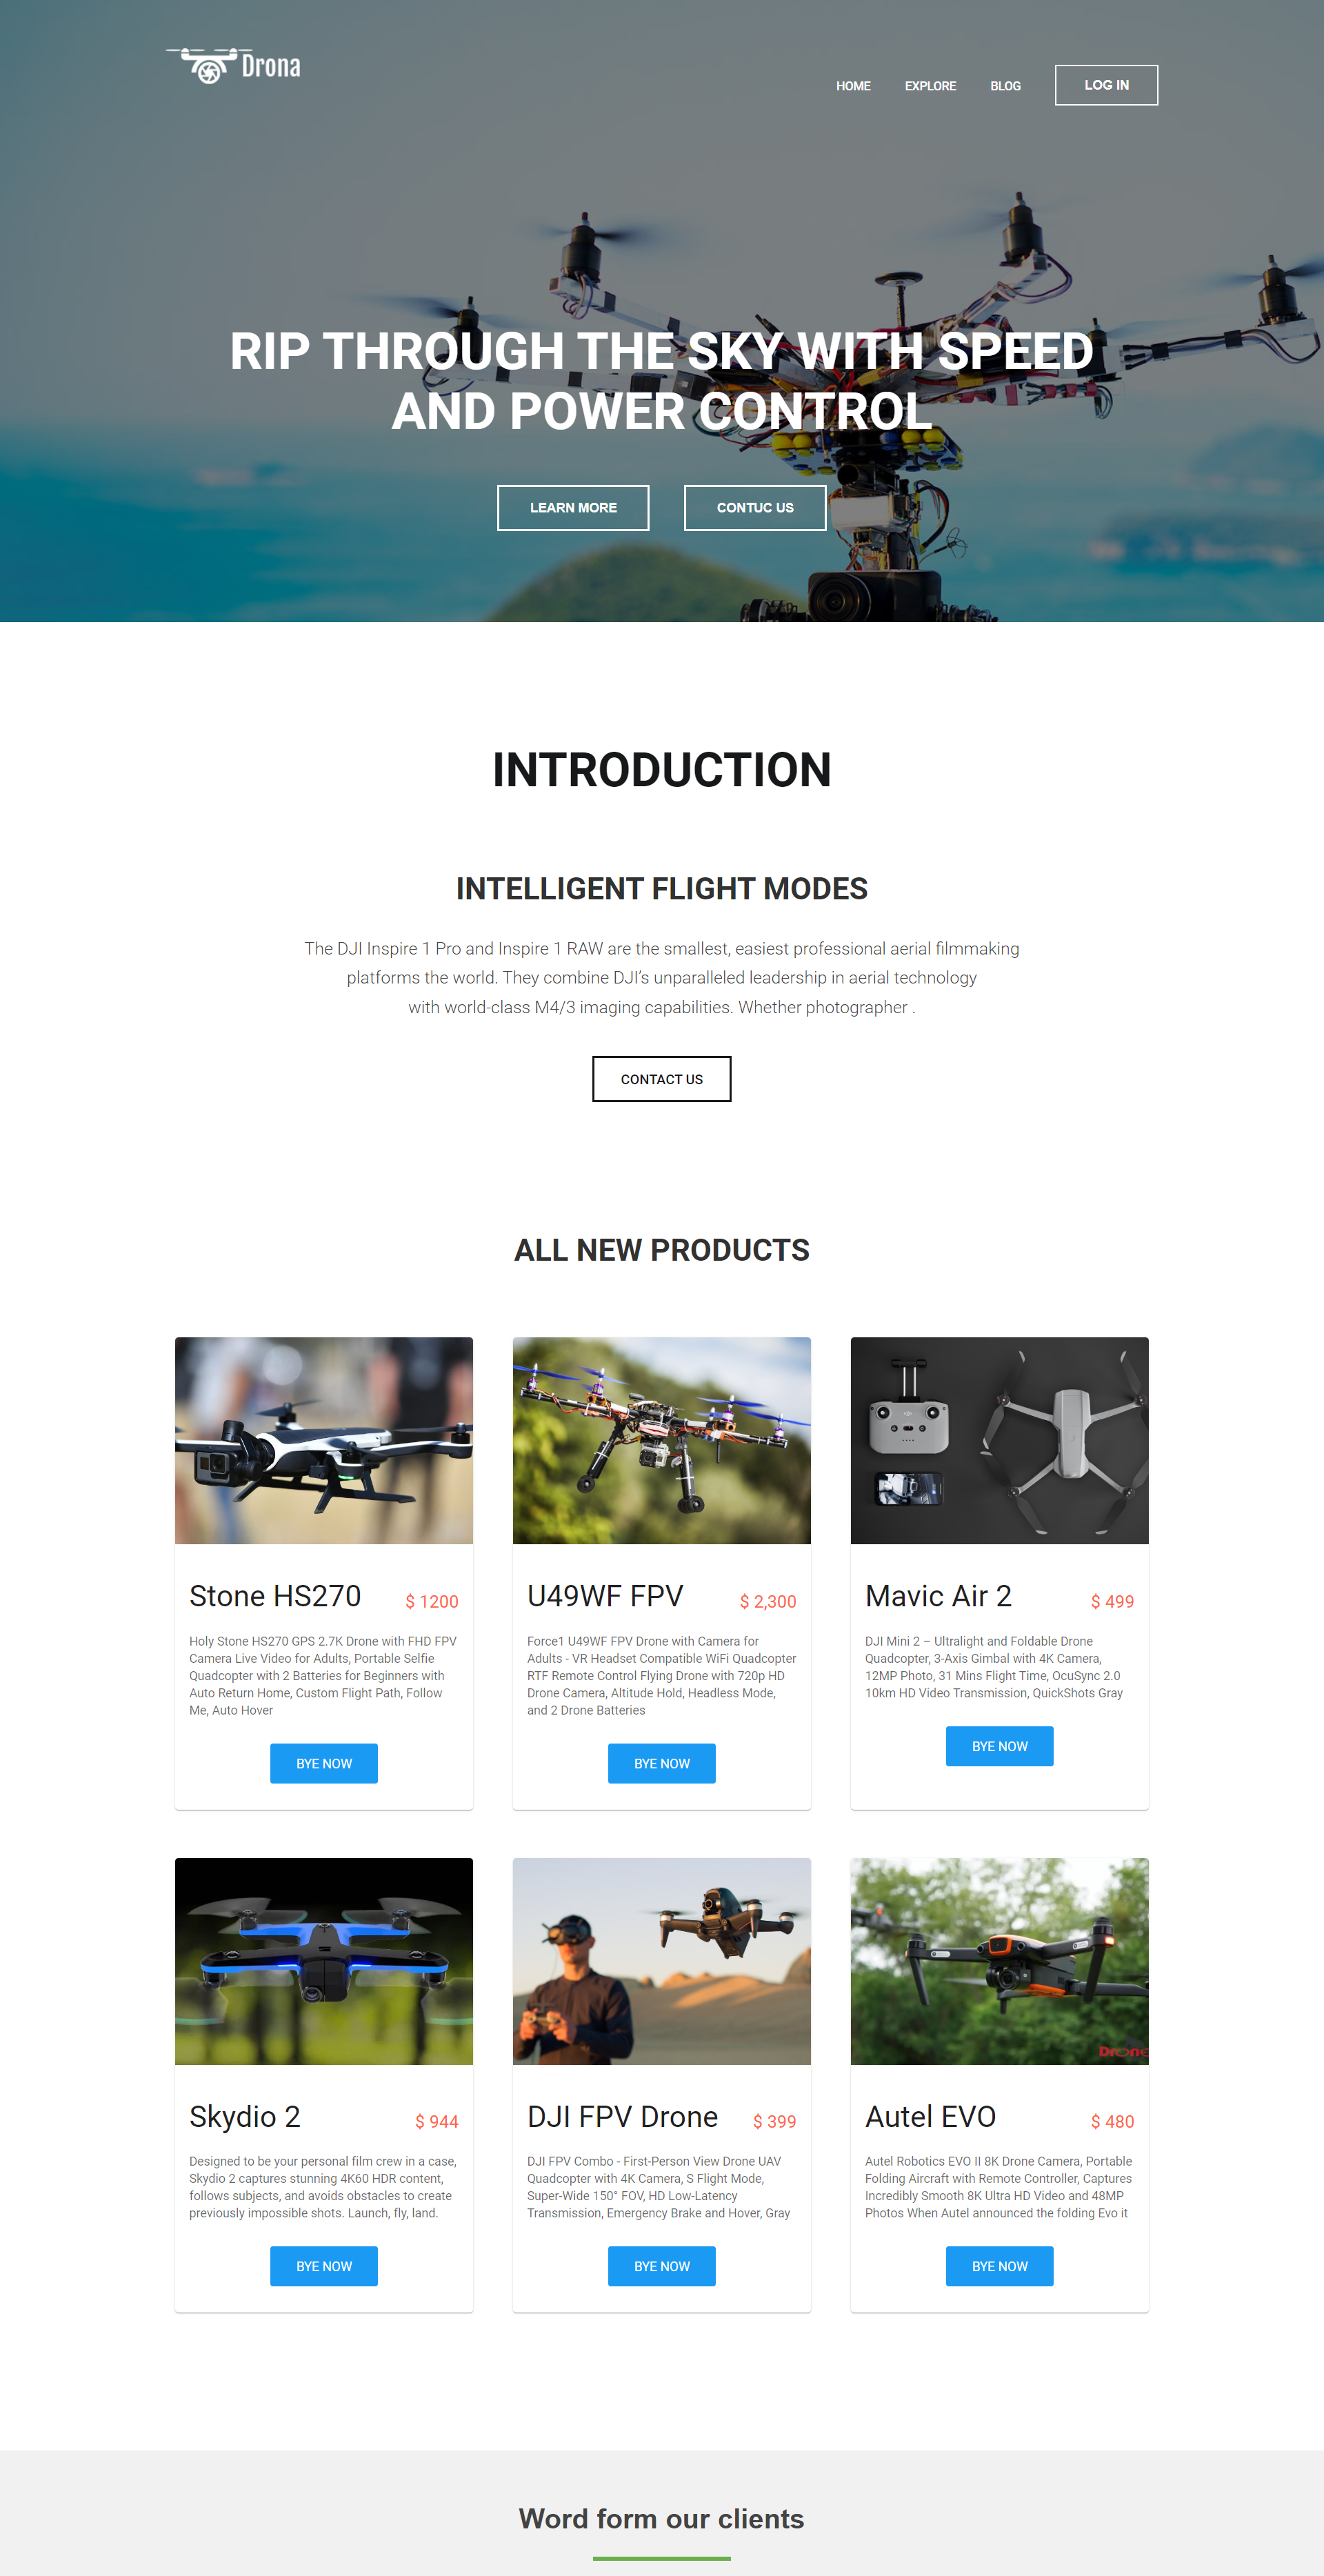 Drona
HOME EXPLORE BLOG LOG IN
RIP THROUGH THE SKY WITH SPEED
AND POWER CONTROL
LEARN MORE CONTUC US
INTRODUCTION
INTELLIGENT FLIGHT MODES
The DJI Inspire 1 Pro and Inspire 1 RAW are the smallest, easiest professional aerial filmmaking
platforms the world. They combine DJI’s unparalleled leadership in aerial technology
with world-class M4/3 imaging capabilities. Whether photographer .
CONTACT US
ALL NEW PRODUCTS
Stone HS270 $ 1200
Holy Stone HS270 GPS 2.7K Drone with FHD FPV
Camera Live Video for Adults, Portable Selfie
Quadcopter with 2 Batteries for Beginners with
Auto Return Home, Custom Flight Path, Follow
Me, Auto Hover
BYE NOW
U49WF FPV $ 2,300
Force1 U49WF FPV Drone with Camera for
Adults - VR Headset Compatible WiFi Quadcopter
RTF Remote Control Flying Drone with 720p HD
Drone Camera, Altitude Hold, Headless Mode,
and 2 Drone Batteries
BYE NOW
Mavic Air 2 $ 499
DJI Mini 2 – Ultralight and Foldable Drone
Quadcopter, 3-Axis Gimbal with 4K Camera,
12MP Photo, 31 Mins Flight Time, OcuSync 2.0
10km HD Video Transmission, QuickShots Gray
BYE NOW
Skydio 2 $ 944
Designed to be your personal film crew in a case,
Skydio 2 captures stunning 4K60 HDR content,
follows subjects, and avoids obstacles to create
previously impossible shots. Launch, fly, land.
BYE NOW
DJI FPV Drone $ 399
DJI FPV Combo - First-Person View Drone UAV
Quadcopter with 4K Camera, S Flight Mode,
Super-Wide 150° FOV, HD Low-Latency
Transmission, Emergency Brake and Hover, Gray
BYE NOW
Drone
Autel EVO $ 480
Autel Robotics EVO II 8K Drone Camera, Portable
Folding Aircraft with Remote Controller, Captures
Incredibly Smooth 8K Ultra HD Video and 48MP
Photos When Autel announced the folding Evo it
BYE NOW
Word form our clients